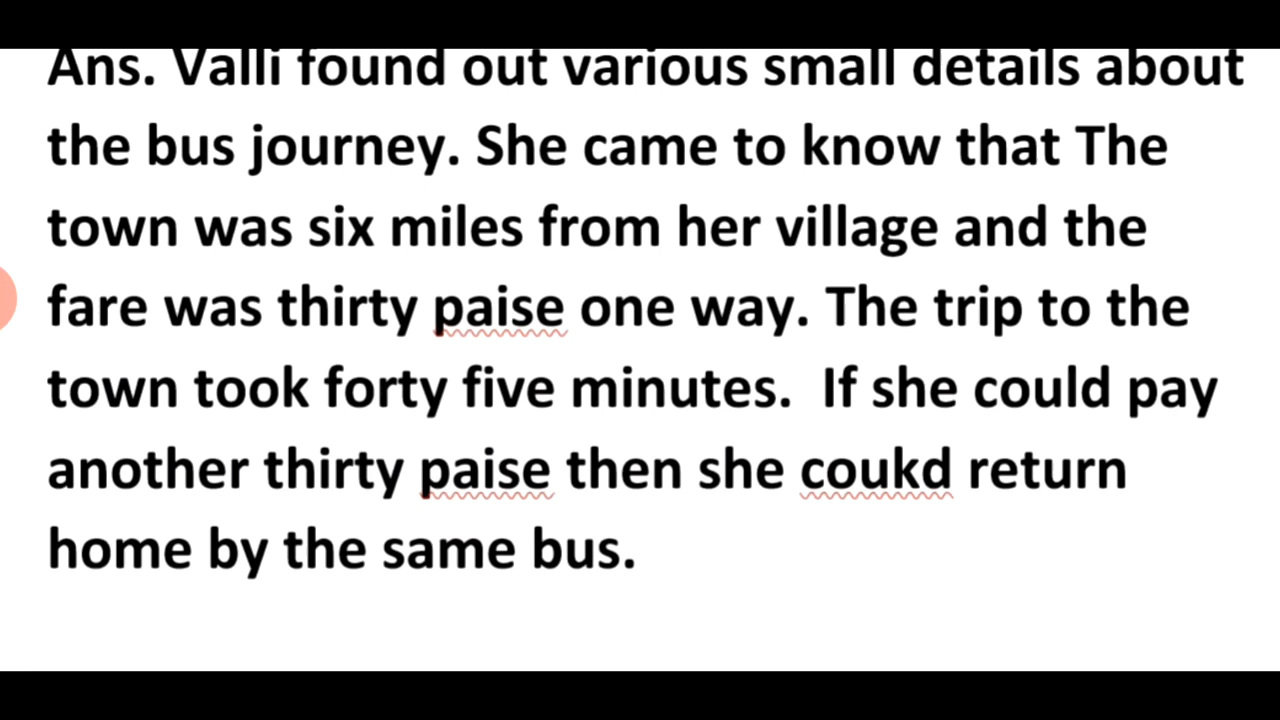 Ans. Valli found out various small details about
the bus journey. She came to know that The
town was six miles from her village and the
fare was thirty paise one way. The trip to the
town took forty five minutes.  If she could pay
another thirty paise then she coukd return
home by the same bus.